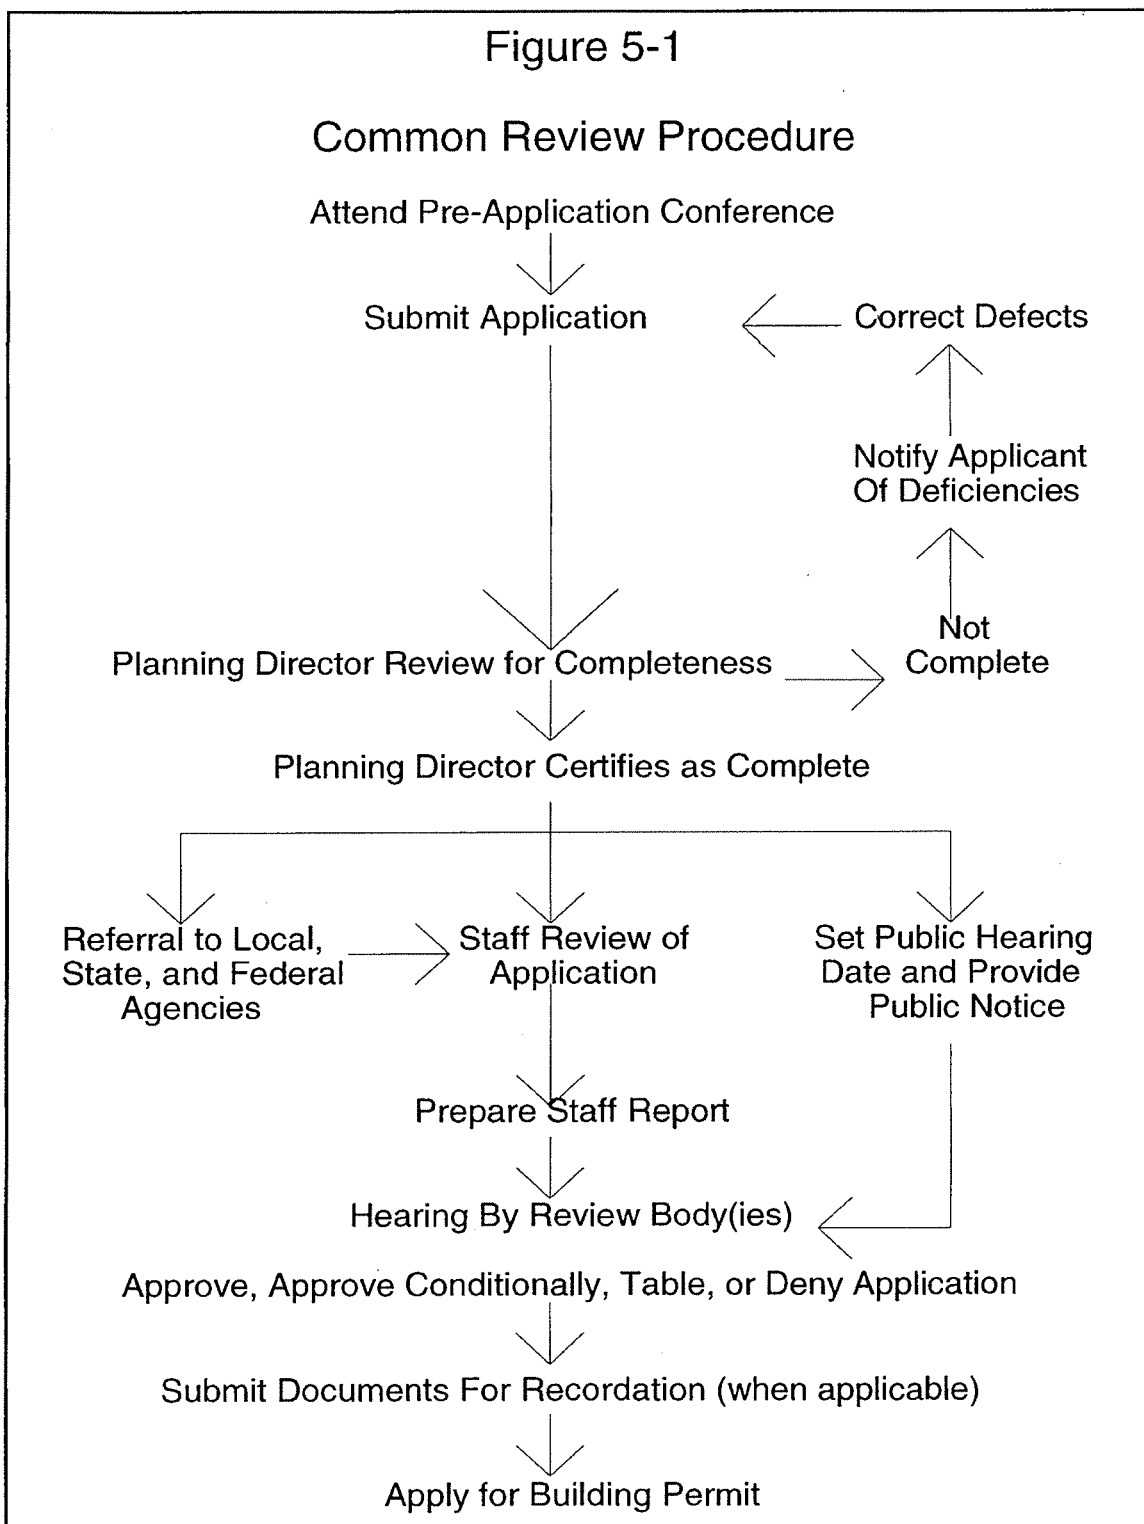 Figure 5-1
Common Review Procedure
Attend Pre-Application Conference
Submit Application
Correct Defects
Notify Applicant
Of Deficiencies
Not
Complete
Planning Director Review for Completeness
Planning Director Certifies as Complete
Referral to Local,
State, and Federal
Agencies
Staff Review of
Application
Set Public Hearing
Date and Provide
Public Notice
Prepare Staff Report
Hearing By Review Body(ies)
Approve, Approve Conditionally, Table, or Deny Application
Submit Documents For Recordation (when applicable)
Apply for Building Permit